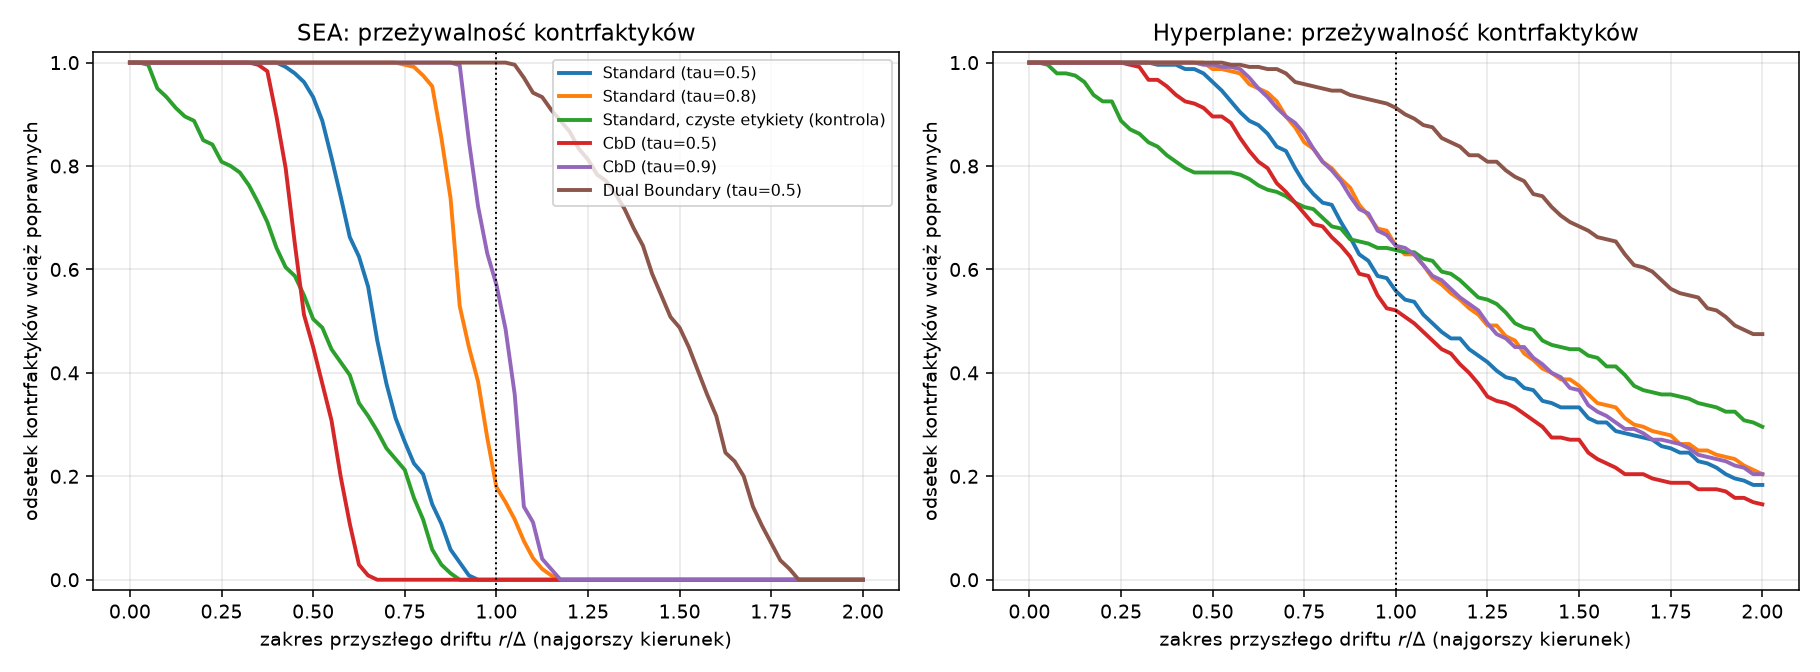 SEA: przeżywalność kontrfaktyków
odsetek kontrfaktyków wciąż poprawnych
1.0
0.8
0.6
0.4
0.2
0.0
Standard (tau=0.5)
Standard (tau=0.8)
Standard, czyste etykiety (kontrola)
CbD (tau=0.5)
CbD (tau=0.9)
Dual Boundary (tau=0.5)
0.00 0.25 0.50 0.75 1.00 1.25 1.50 1.75 2.00
zakres przyszłego driftu r/Δ (najgorszy kierunek)
Hyperplane: przeżywalność kontrfaktyków
odsetek kontrfaktyków wciąż poprawnych
1.0
0.8
0.6
0.4
0.2
0.0
0.00 0.25 0.50 0.75 1.00 1.25 1.50 1.75 2.00
zakres przyszłego driftu r/Δ (najgorszy kierunek)